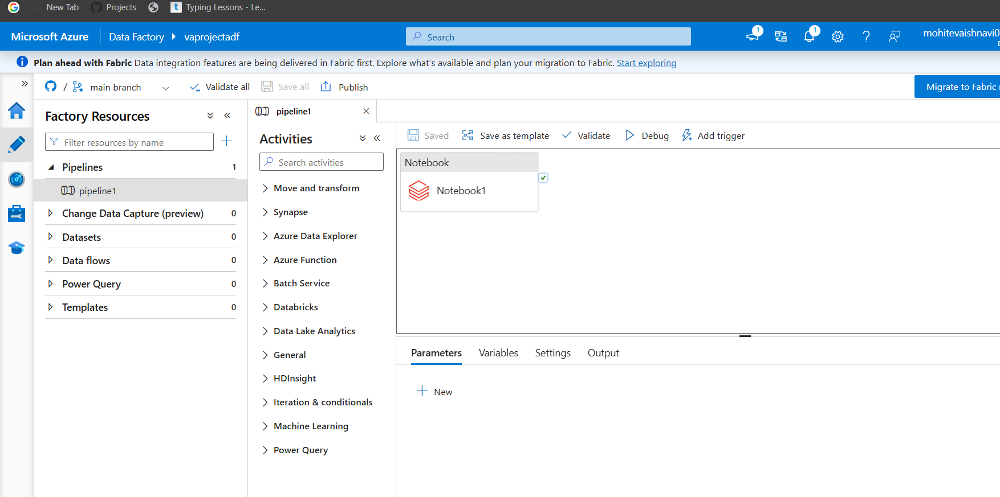 New Tab Projects t Typing Lessons - Le...
Microsoft Azure Data Factory vaprojectadf Search 1 1 mohitevaishnavi0
Plan ahead with Fabric Data integration features are being delivered in Fabric first. Explore what's available and plan your migration to Fabric. Start exploring
/ main branch Validate all Save all Publish Migrate to Fabric
Factory Resources
Filter resources by name
Pipelines 1
pipeline1
Change Data Capture (preview) 0
Datasets 0
Data flows 0
Power Query 0
Templates 0
pipeline1
Activities
Search activities
Move and transform
Synapse
Azure Data Explorer
Azure Function
Batch Service
Databricks
Data Lake Analytics
General
HDInsight
Iteration & conditionals
Machine Learning
Power Query
Saved Save as template Validate Debug Add trigger
Notebook
Notebook1
Parameters Variables Settings Output
New